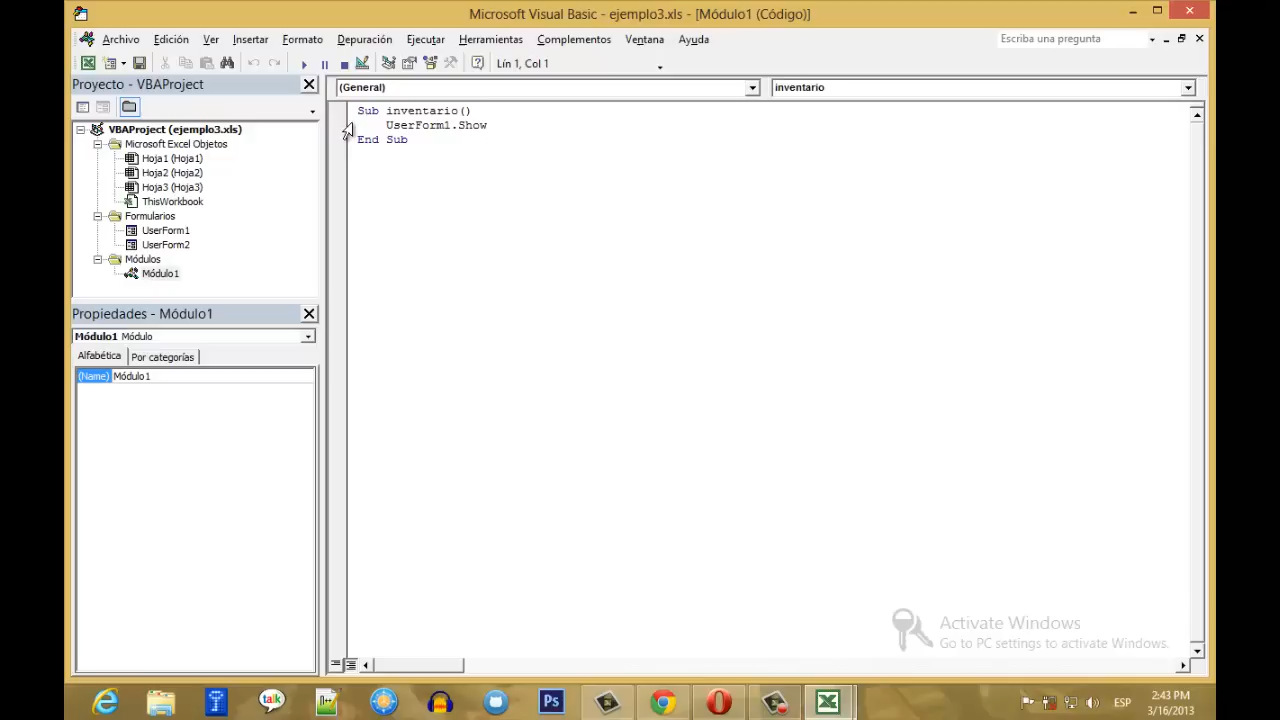 Microsoft Visual Basic - ejemplo3.xls - [Módulo1 (Código)]
Archivo Edición Ver Insertar Formato Depuración Ejecutar Herramientas Complementos Ventana Ayuda
Escriba una pregunta
Lín 1, Col 1
Proyecto - VBAProject
(General)
inventario
VBAProject (ejemplo3.xls)
Microsoft Excel Objetos
Hoja1 (Hoja1)
Hoja2 (Hoja2)
Hoja3 (Hoja3)
ThisWorkbook
Formularios
UserForm1
UserForm2
Módulos
Módulo1
Sub inventario()
UserForm1.Show
End Sub
Propiedades - Módulo1
Módulo1 Módulo
Alfabética Por categorías
(Name) Módulo1
Activate Windows
Go to PC settings to activate Windows.
talk
Ps
ESP
2:43 PM
3/16/2013